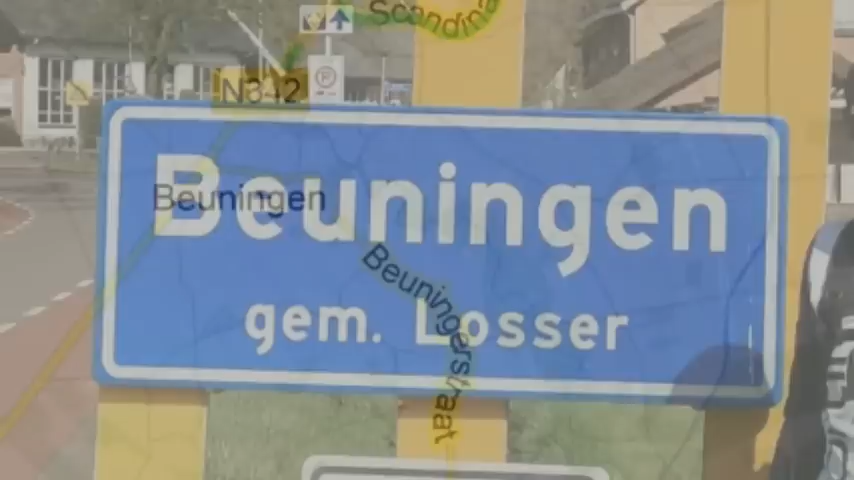 Scandina
N342
Beuningen
Beuningen
Beuningerstraat
gem. Losser